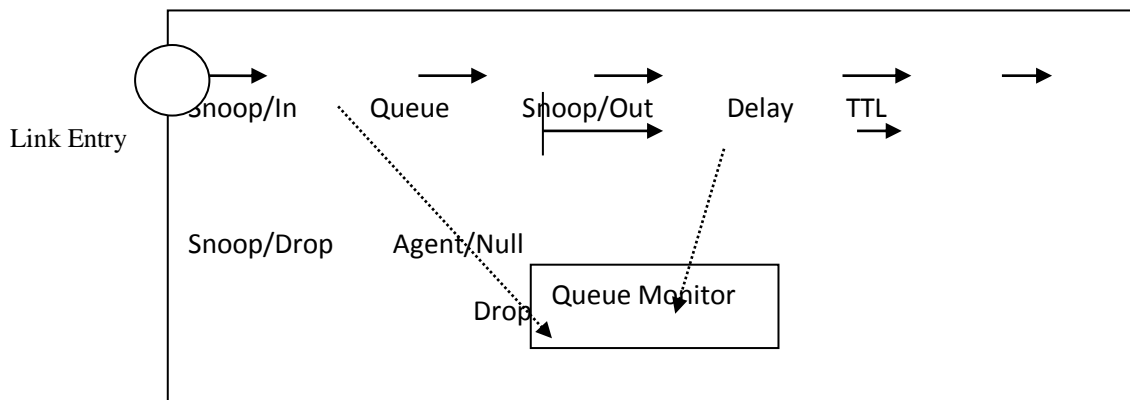 Snoop/In Queue Snoop/Out Delay TTL
Link Entry
Snoop/Drop Agent/Null
Queue Monitor
Drop